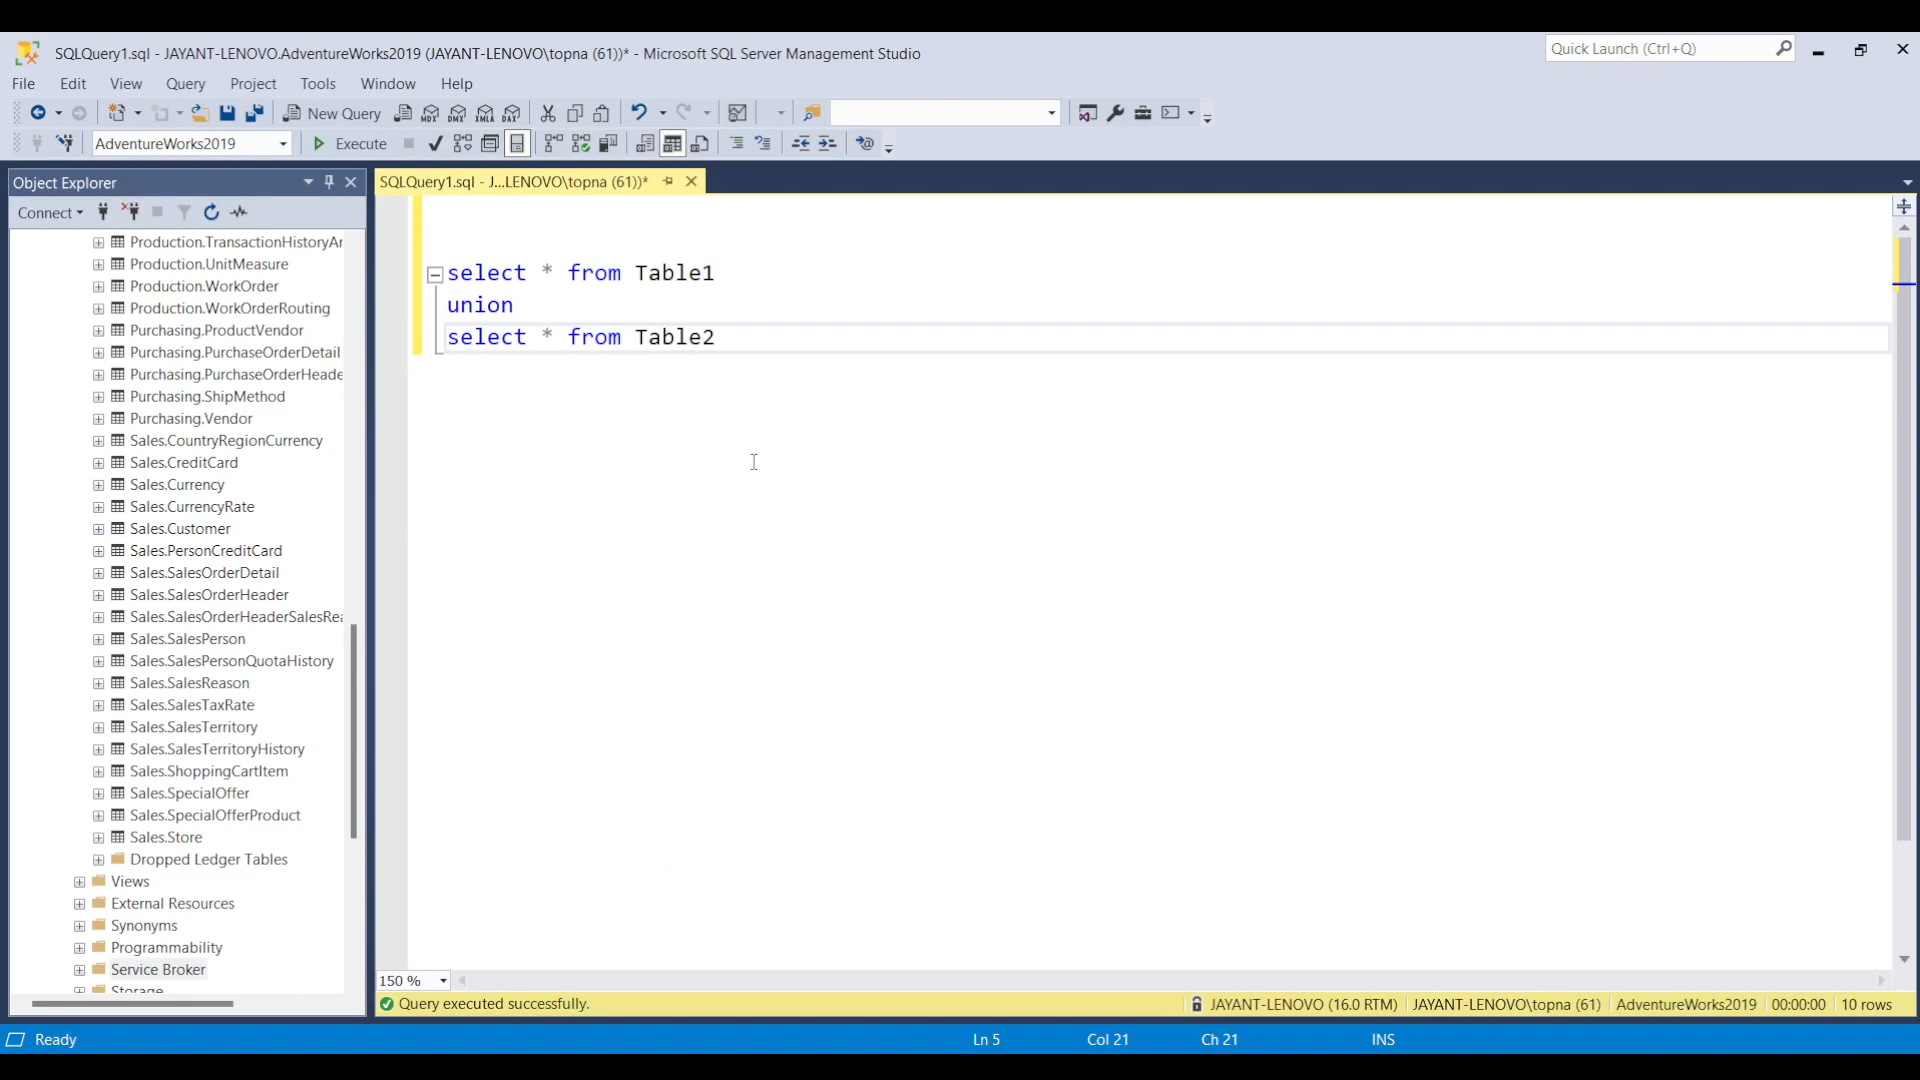 SQLQuery1.sql - JAYANT-LENOVO.AdventureWorks2019 (JAYANT-LENOVO\topna (61))* - Microsoft SQL Server Management Studio
Quick Launch (Ctrl+Q)
File Edit View Query Project Tools Window Help
New Query MDX DMX XMLA DAX
AdventureWorks2019 Execute
Object Explorer
SQLQuery1.sql - J...LENOVO\topna (61))*
Connect
Production.TransactionHistoryAr
Production.UnitMeasure
Production.WorkOrder
Production.WorkOrderRouting
Purchasing.ProductVendor
Purchasing.PurchaseOrderDetail
Purchasing.PurchaseOrderHeade
Purchasing.ShipMethod
Purchasing.Vendor
Sales.CountryRegionCurrency
Sales.CreditCard
Sales.Currency
Sales.CurrencyRate
Sales.Customer
Sales.PersonCreditCard
Sales.SalesOrderDetail
Sales.SalesOrderHeader
Sales.SalesOrderHeaderSalesRea
Sales.SalesPerson
Sales.SalesPersonQuotaHistory
Sales.SalesReason
Sales.SalesTaxRate
Sales.SalesTerritory
Sales.SalesTerritoryHistory
Sales.ShoppingCartItem
Sales.SpecialOffer
Sales.SpecialOfferProduct
Sales.Store
Dropped Ledger Tables
Views
External Resources
Synonyms
Programmability
Service Broker
Storage
select * from Table1
union
select * from Table2
150 %
Query executed successfully. JAYANT-LENOVO (16.0 RTM) JAYANT-LENOVO\topna (61) AdventureWorks2019 00:00:00 10 rows
Ready Ln 5 Col 21 Ch 21 INS